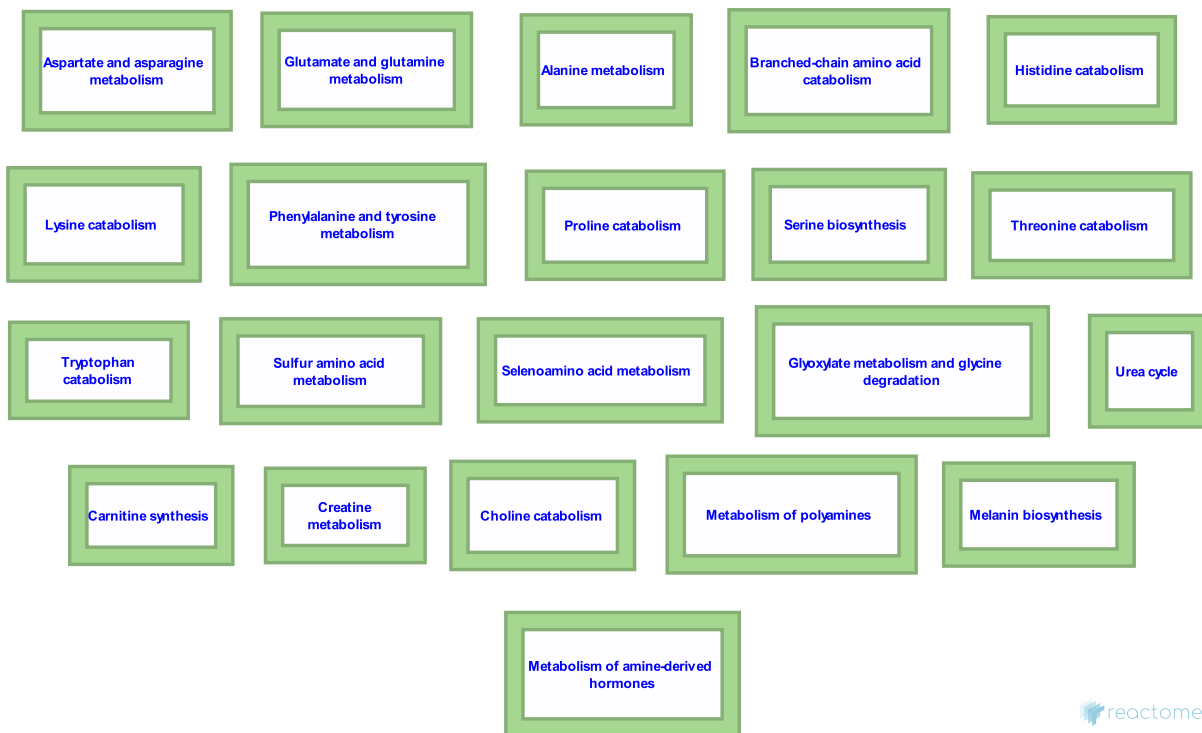 Aspartate and asparagine
metabolism
Glutamate and glutamine
metabolism
Alanine metabolism
Branched-chain amino acid
catabolism
Histidine catabolism
Lysine catabolism
Phenylalanine and tyrosine
metabolism
Proline catabolism
Serine biosynthesis
Threonine catabolism
Tryptophan
catabolism
Sulfur amino acid
metabolism
Selenoamino acid metabolism
Glyoxylate metabolism and glycine
degradation
Urea cycle
Carnitine synthesis
Creatine
metabolism
Choline catabolism
Metabolism of polyamines
Melanin biosynthesis
Metabolism of amine-derived
hormones
reactome